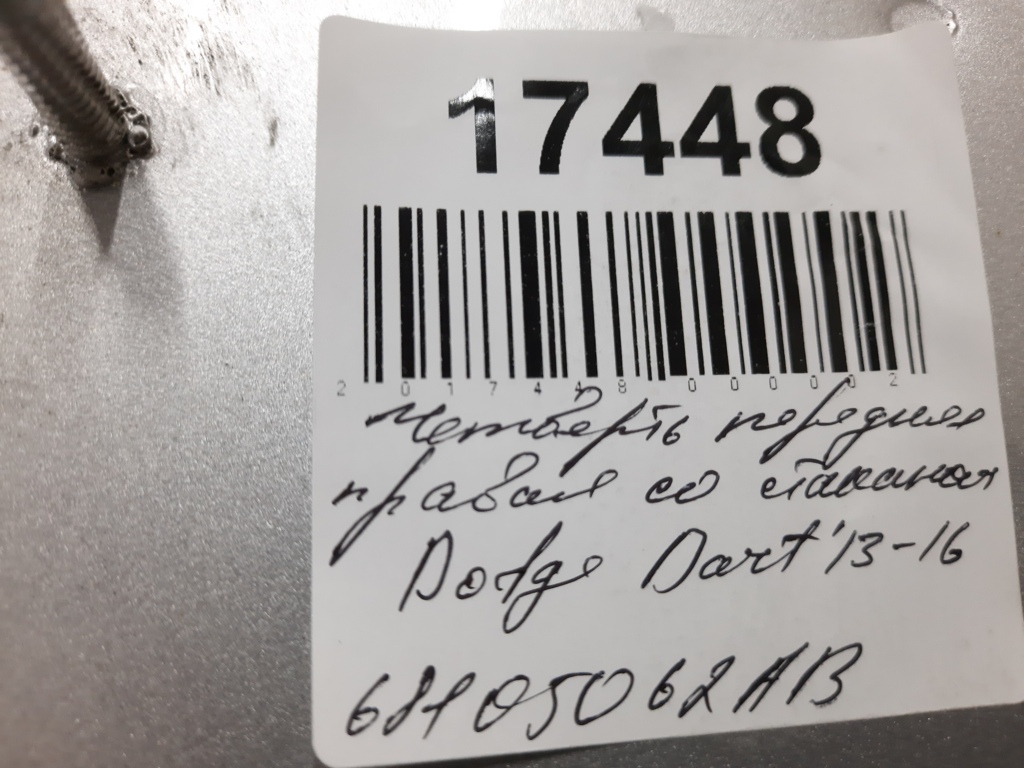 17448
2 017448 000002
Четверть передняя
правая со стаканом
Dodge Dart '13-16
68105062AB